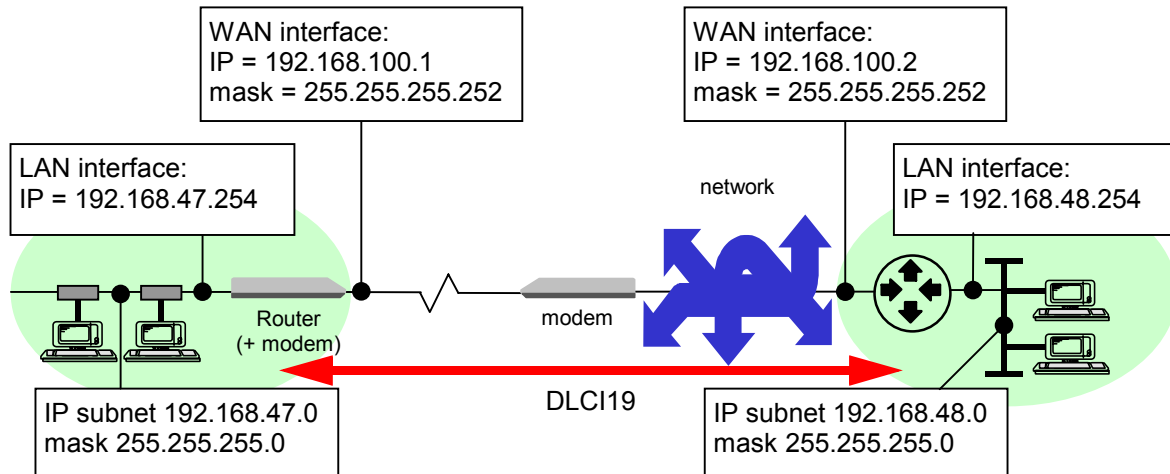 WAN interface:
IP = 192.168.100.1
mask = 255.255.255.252
WAN interface:
IP = 192.168.100.2
mask = 255.255.255.252
LAN interface:
IP = 192.168.47.254
network
LAN interface:
IP = 192.168.48.254
Router
(+ modem)
modem
DLCI19
IP subnet 192.168.47.0
mask 255.255.255.0
IP subnet 192.168.48.0
mask 255.255.255.0